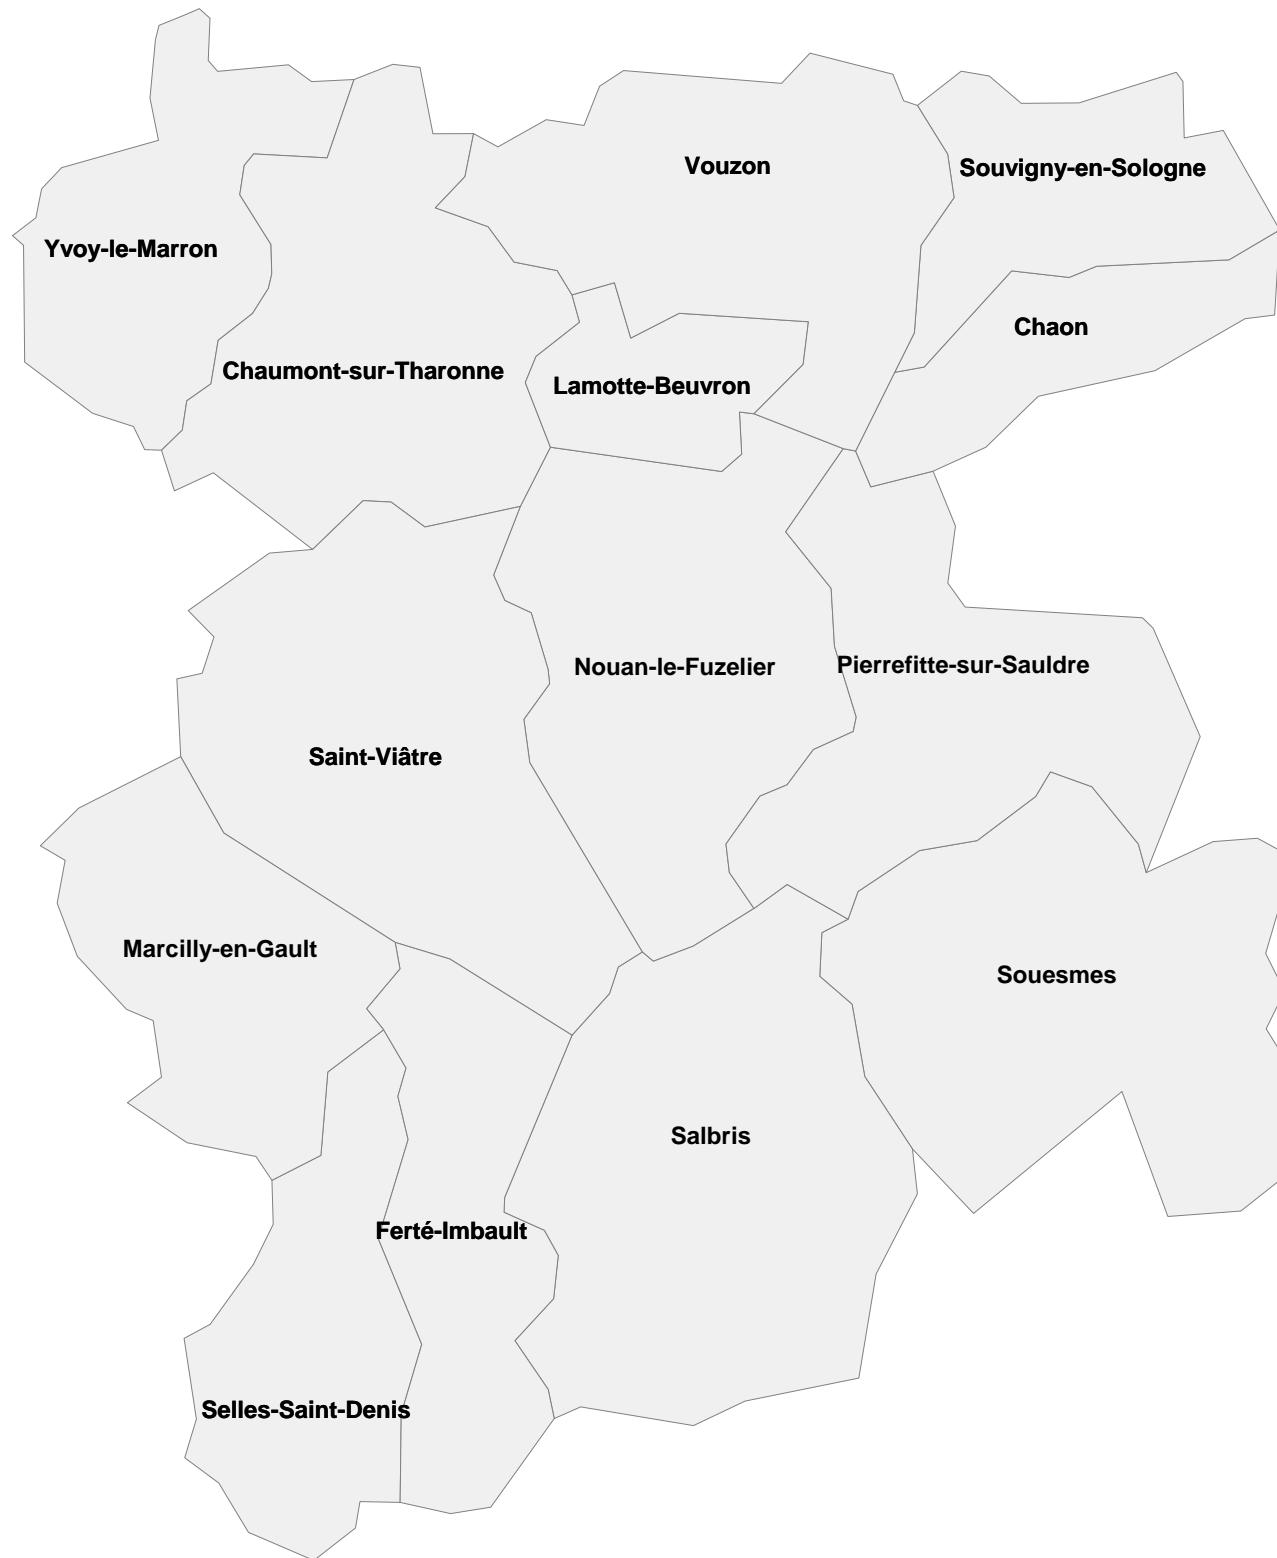 Vouzon
Souvigny-en-Sologne
Yvoy-le-Marron
Chaon
Chaumont-sur-Tharonne
Lamotte-Beuvron
Nouan-le-Fuzelier
Pierrefitte-sur-Sauldre
Saint-Viâtre
Marcilly-en-Gault
Souesmes
Salbris
Ferté-Imbault
Selles-Saint-Denis